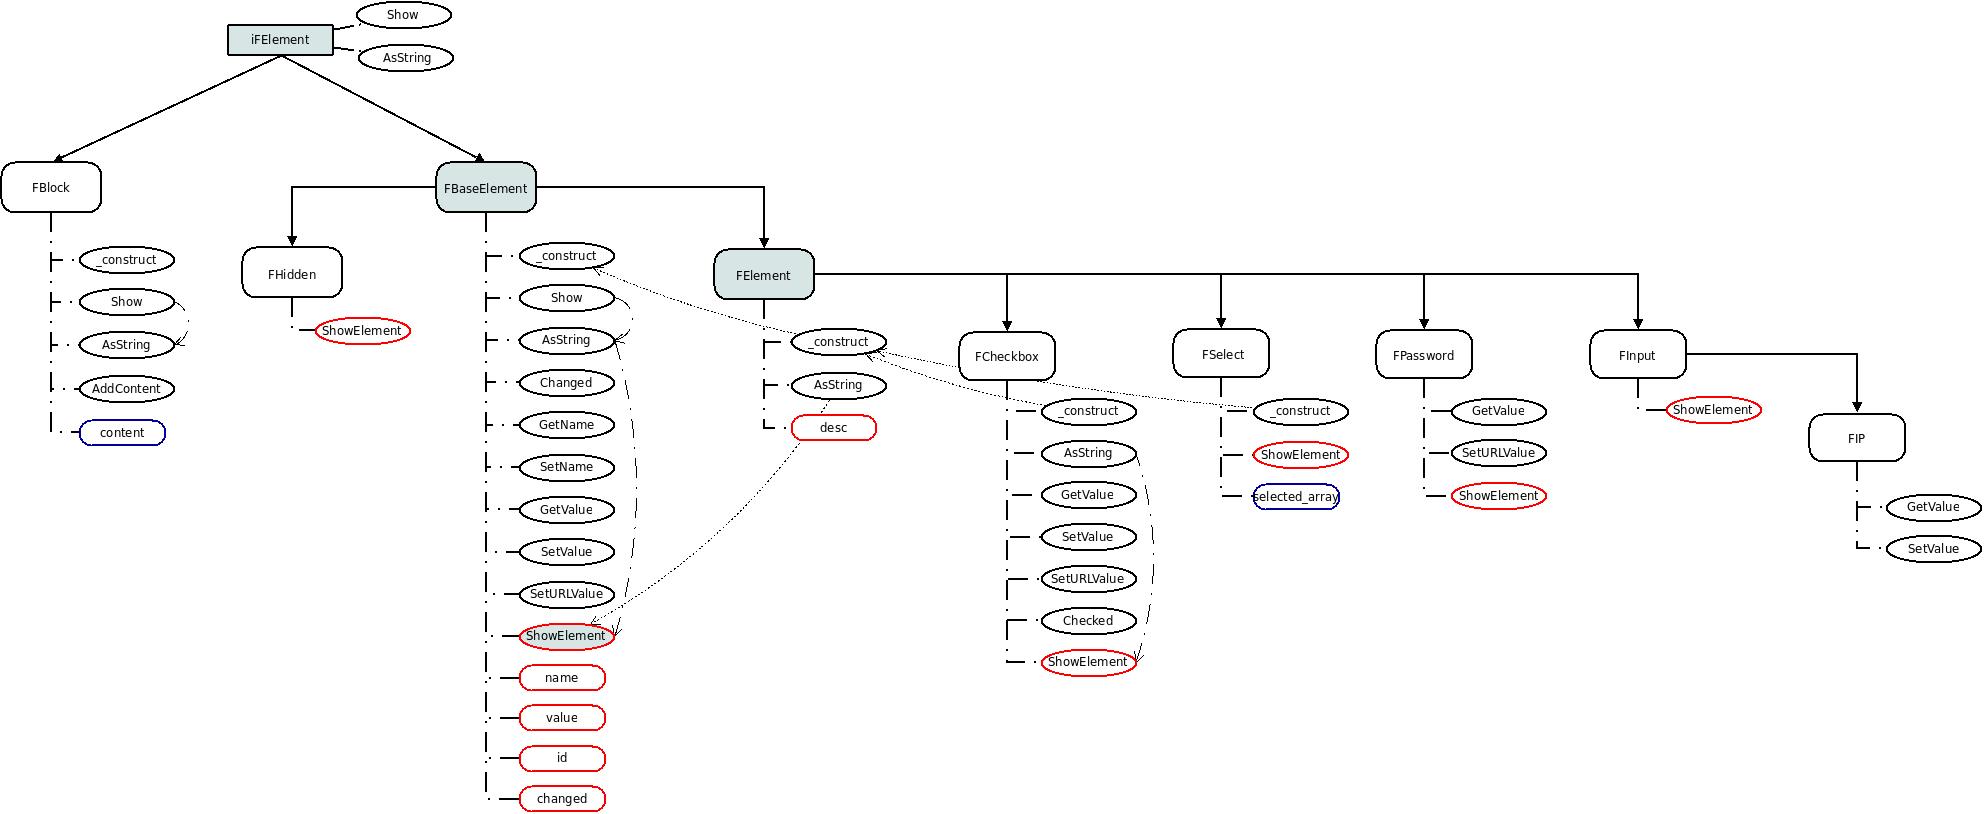 iFElement
Show
AsString
FBlock
_construct
Show
AsString
AddContent
content
FHidden
ShowElement
FBaseElement
_construct
Show
AsString
Changed
GetName
SetName
GetValue
SetValue
SetURLValue
ShowElement
name
value
id
changed
FElement
_construct
AsString
desc
FCheckbox
_construct
AsString
GetValue
SetValue
SetURLValue
Checked
ShowElement
FSelect
_construct
ShowElement
selected_array
FPassword
GetValue
SetURLValue
ShowElement
FInput
ShowElement
FIP
GetValue
SetValue